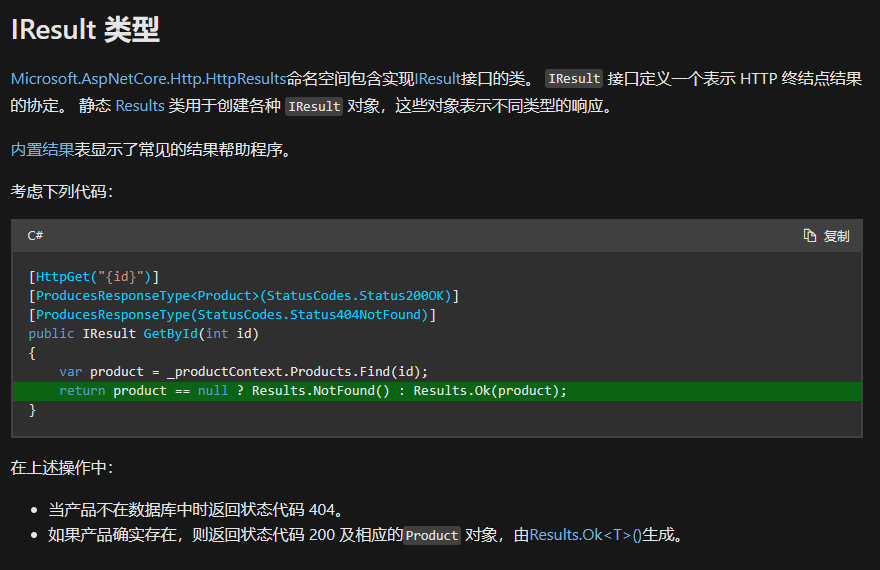 IResult 类型
Microsoft.AspNetCore.Http.HttpResults命名空间包含实现IResult接口的类。 IResult 接口定义一个表示 HTTP 终结点结果
的协定。 静态 Results 类用于创建各种 IResult 对象，这些对象表示不同类型的响应。
内置结果表显示了常见的结果帮助程序。
考虑下列代码：
C#
复制
[HttpGet("{id}")]
[ProducesResponseType<Product>(StatusCodes.Status200OK)]
[ProducesResponseType(StatusCodes.Status404NotFound)]
public IResult GetById(int id)
{
    var product = _productContext.Products.Find(id);
    return product == null ? Results.NotFound() : Results.Ok(product);
}
在上述操作中：
• 当产品不在数据库中时返回状态代码 404。
• 如果产品确实存在，则返回状态代码 200 及相应的Product 对象，由Results.Ok<T>()生成。